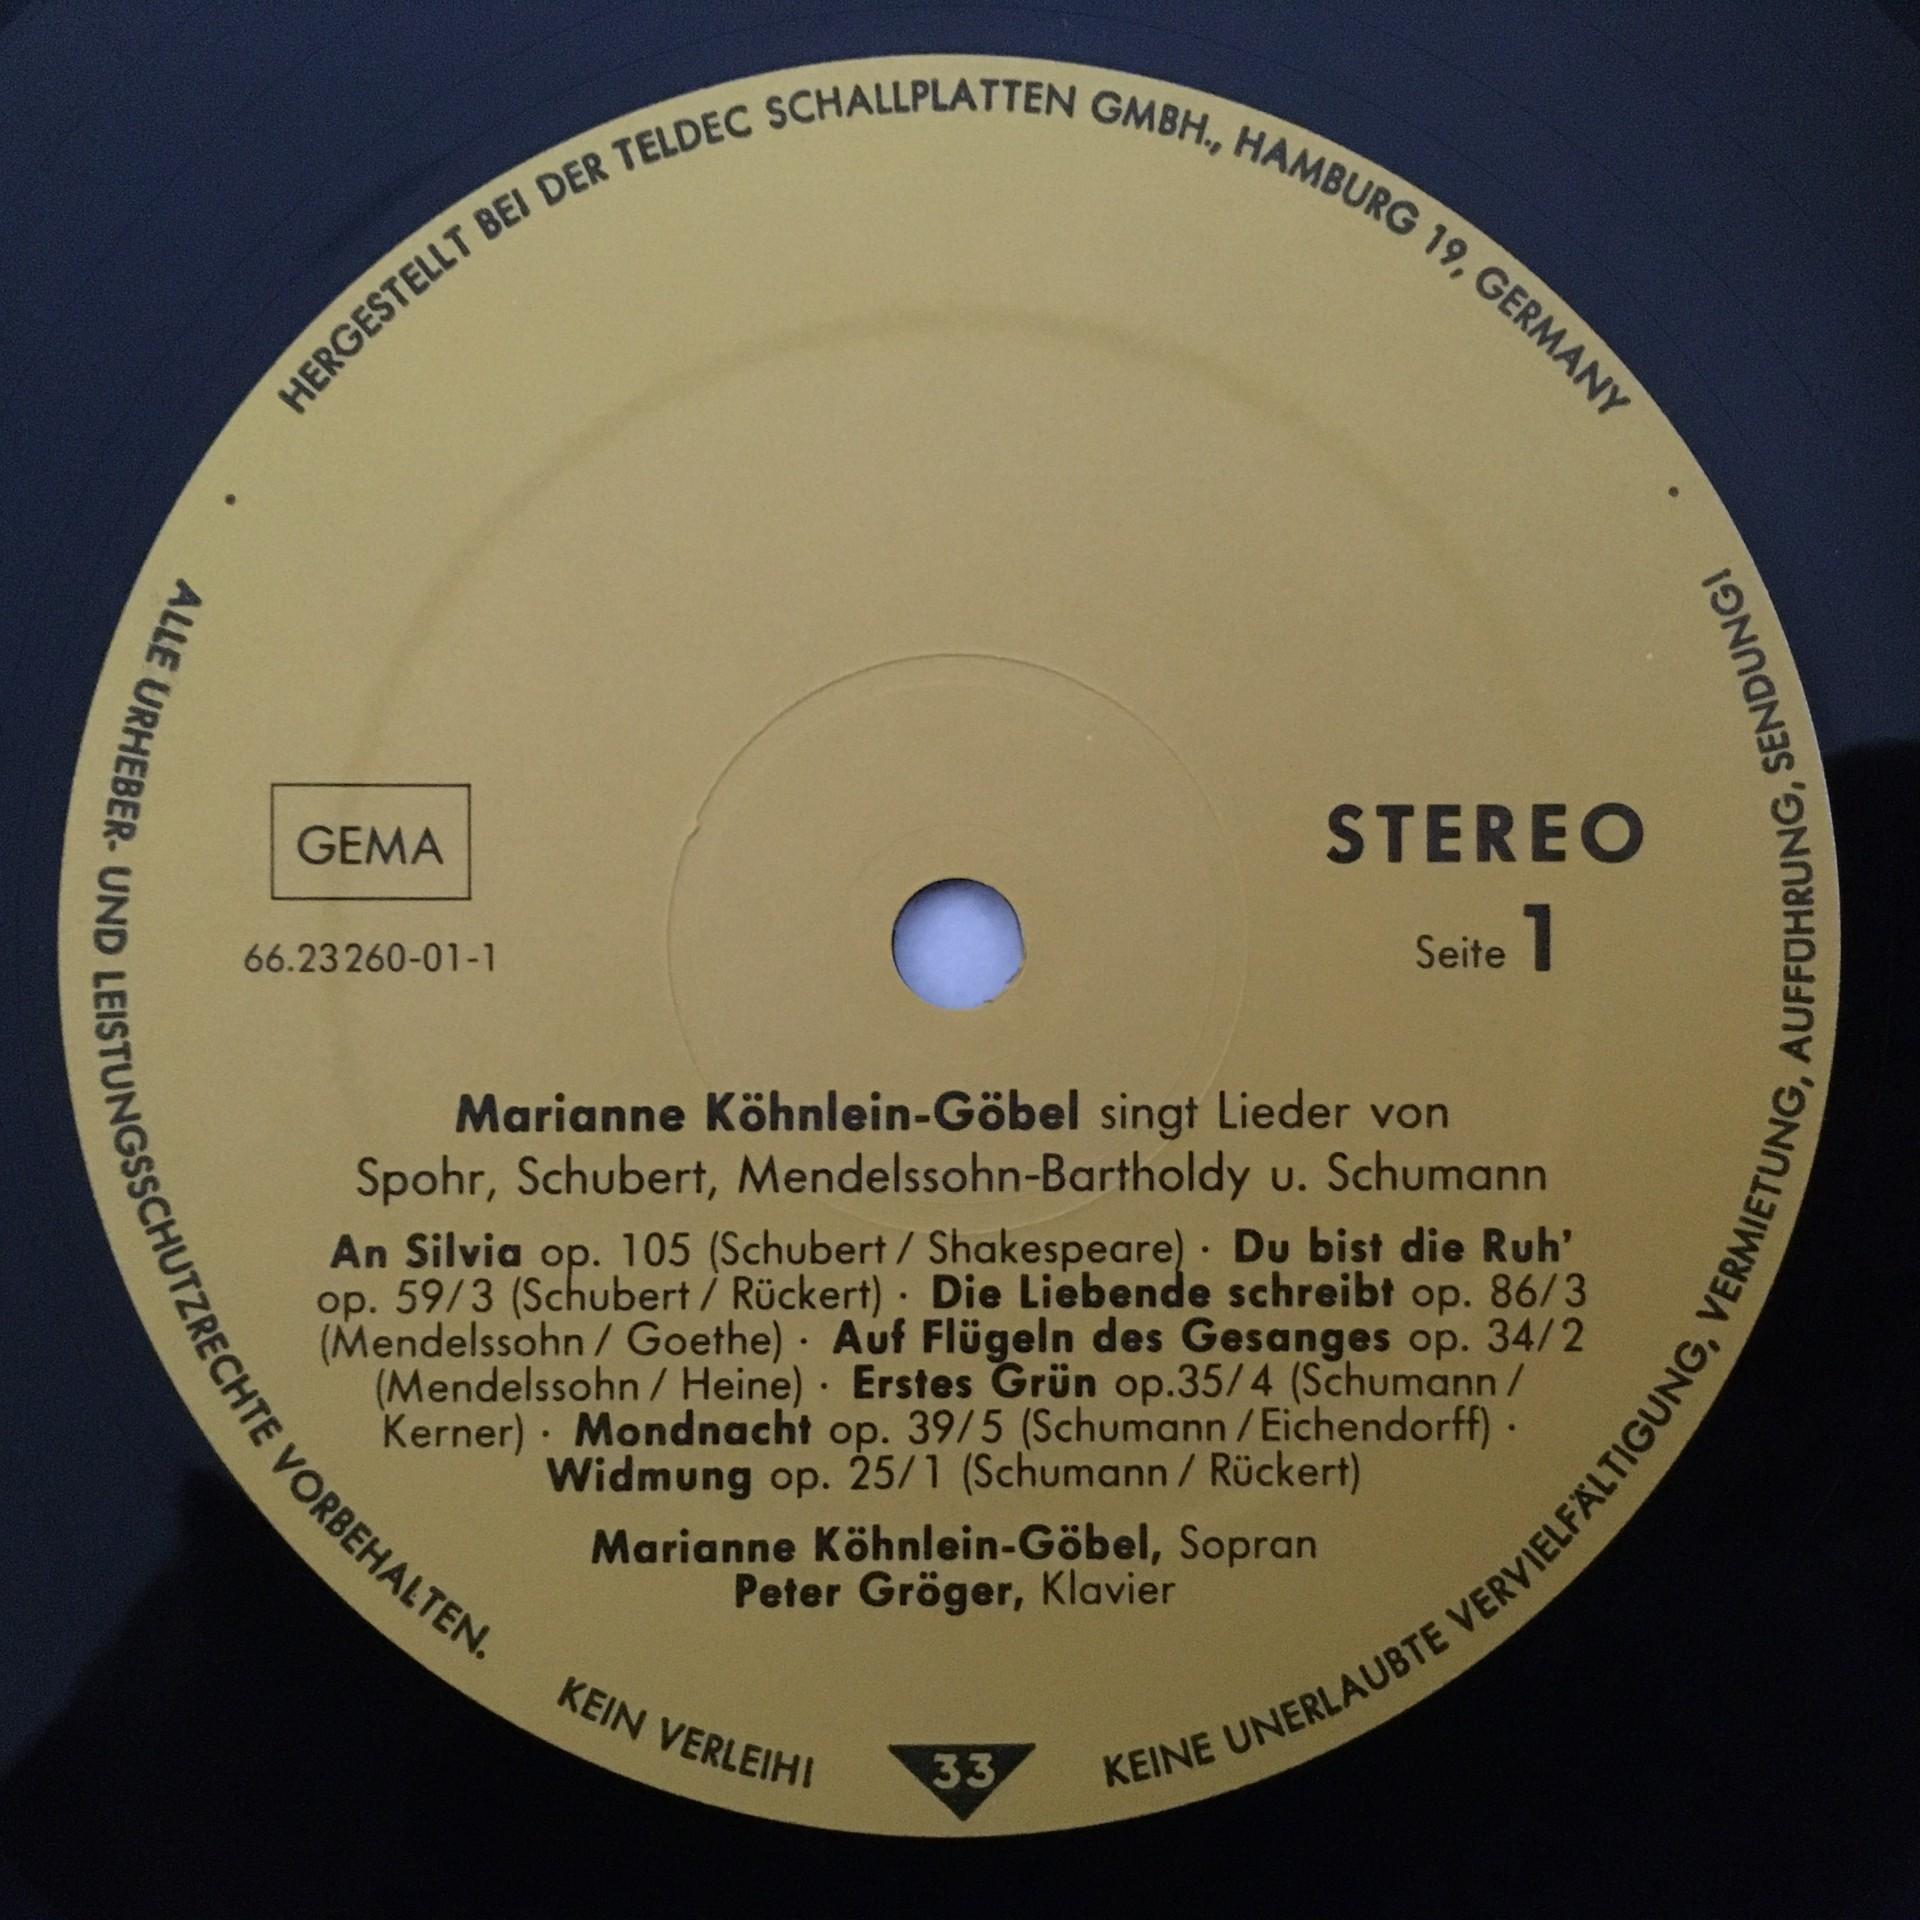 HERGESTELLT BEI DER TELDEC SCHALLPLATTEN GMBH., HAMBURG 19, GERMANY
GEMA
66.23260-01-1
STEREO
Seite 1
Marianne Köhnlein-Göbel singt Lieder von
Spohr, Schubert, Mendelssohn-Bartholdy u. Schumann
An Silvia op. 105 (Schubert / Shakespeare) · Du bist die Ruh’
op. 59/3 (Schubert / Rückert) · Die Liebende schreibt op. 86/3
(Mendelssohn / Goethe) · Auf Flügeln des Gesanges op. 34/2
(Mendelssohn / Heine) · Erstes Grün op.35/4 (Schumann /
Kerner) · Mondnacht op. 39/5 (Schumann / Eichendorff) ·
Widmung op. 25/1 (Schumann / Rückert)
Marianne Köhnlein-Göbel, Sopran
Peter Gröger, Klavier
ALLE URHEBER- UND LEISTUNGSSCHUTZRECHTE VORBEHALTEN.
KEIN VERLEIH!
33
KEINE UNERLAUBTE VERVIELFÄLTIGUNG, VERMIETUNG, AUFFÜHRUNG, SENDUNG!